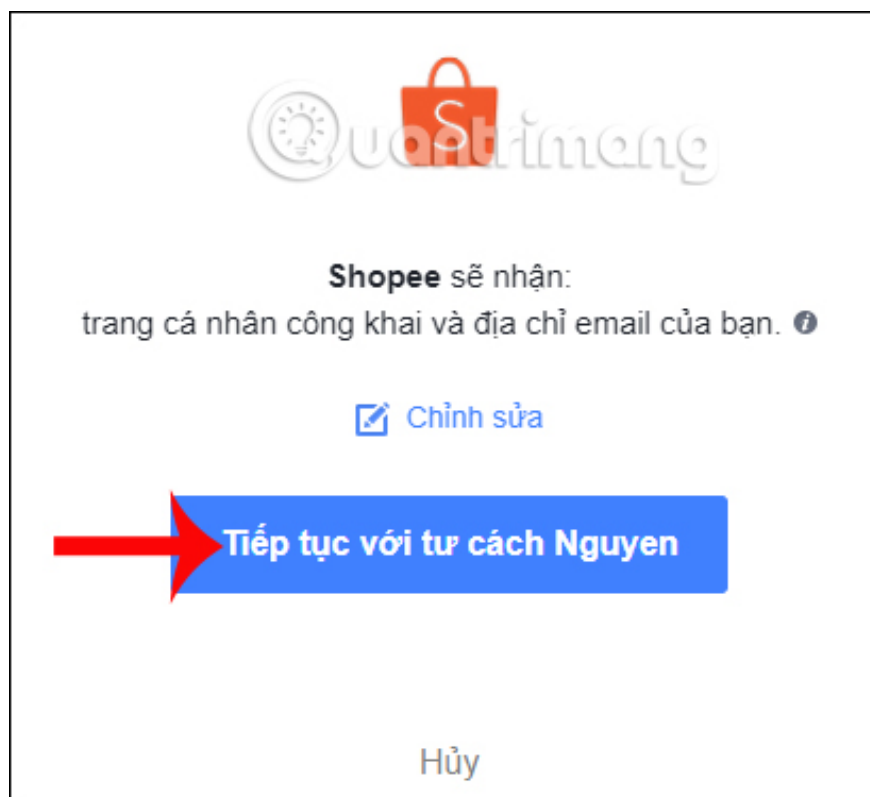 Quantrimang
S
Shopee sẽ nhận:
trang cá nhân công khai và địa chỉ email của bạn.
Chỉnh sửa
Tiếp tục với tư cách Nguyen
Hủy